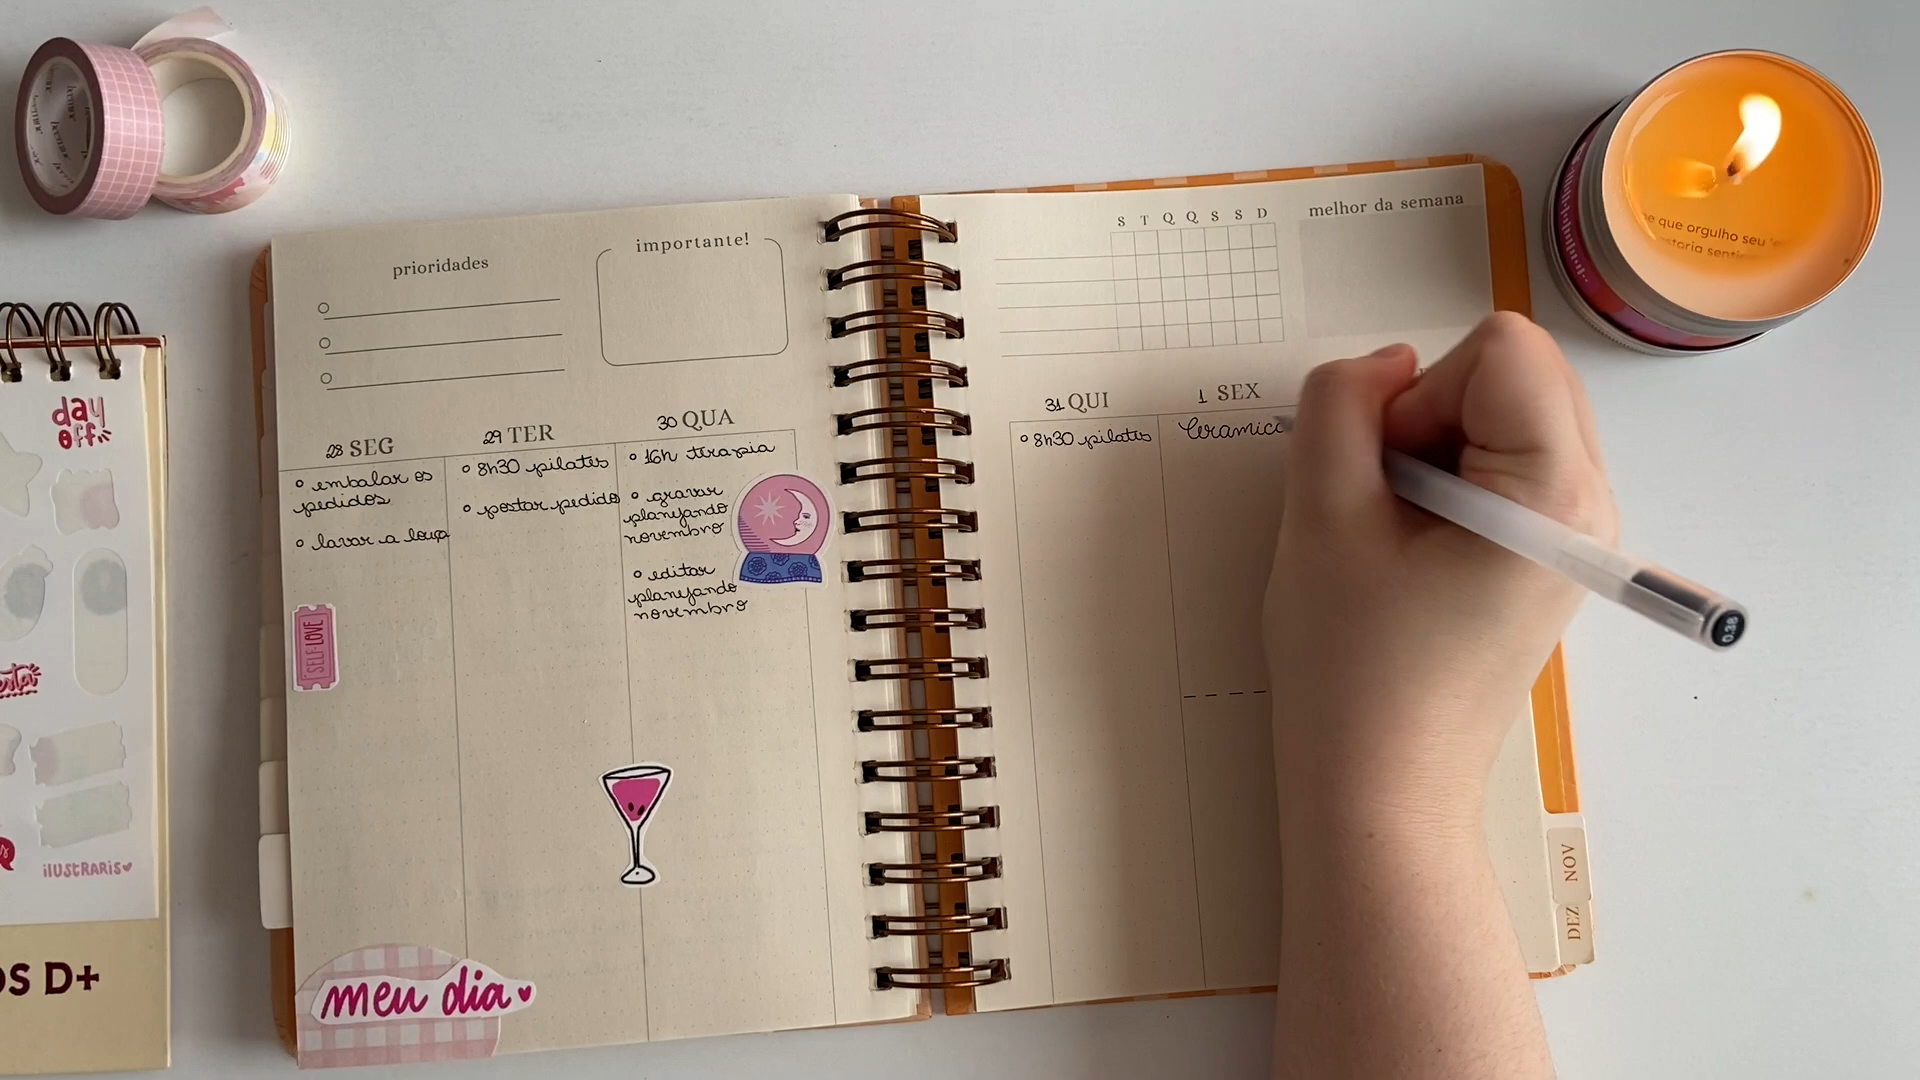 day
off
ilustraris
OS D+
prioridades
importante!
28 SEG
embalar os
pedidos
lavar a louça
SELF-LOVE
meu dia
29 TER
8h30 pilates
postar pedido
30 QUA
16h terapia
gravar
planejando
novembro
editar
planejando
novembro
S T Q Q S S D
melhor da semana
31 QUI
8h30 pilates
1 SEX
Ceramica
0.38
que orgulho seu
NOV
DEZ